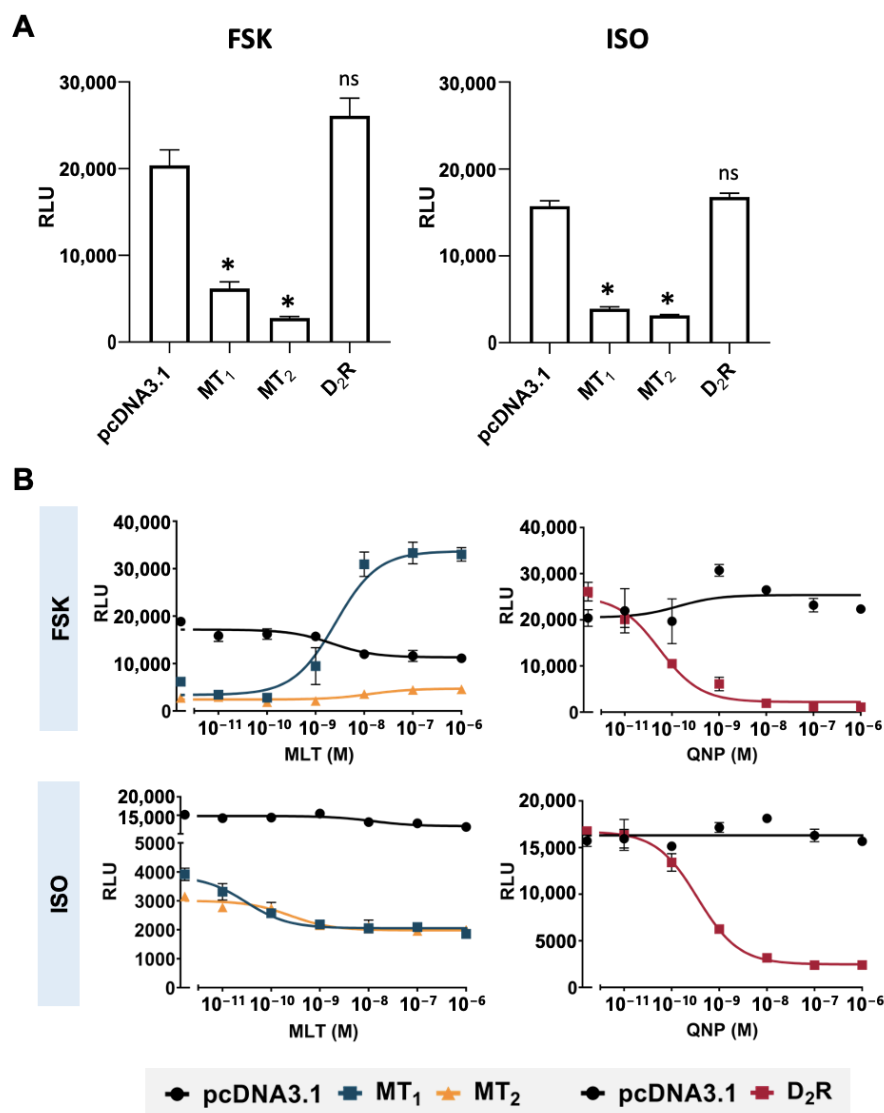 A
FSK
ISO
30,000
20,000
10,000
0
RLU
ns
*
*
pcDNA3.1
MT₁
MT₂
D₂R
30,000
20,000
10,000
0
RLU
ns
*
*
pcDNA3.1
MT₁
MT₂
D₂R
B
FSK
40,000
30,000
20,000
10,000
0
RLU
10⁻¹¹ 10⁻¹⁰ 10⁻⁹ 10⁻⁸ 10⁻⁷ 10⁻⁶
MLT (M)
40,000
30,000
20,000
10,000
0
RLU
10⁻¹¹ 10⁻¹⁰ 10⁻⁹ 10⁻⁸ 10⁻⁷ 10⁻⁶
QNP (M)
ISO
20,000
15,000
5000
4000
3000
2000
1000
0
RLU
10⁻¹¹ 10⁻¹⁰ 10⁻⁹ 10⁻⁸ 10⁻⁷ 10⁻⁶
MLT (M)
20,000
15,000
10,000
5000
0
RLU
10⁻¹¹ 10⁻¹⁰ 10⁻⁹ 10⁻⁸ 10⁻⁷ 10⁻⁶
QNP (M)
pcDNA3.1 MT₁ MT₂ pcDNA3.1 D₂R